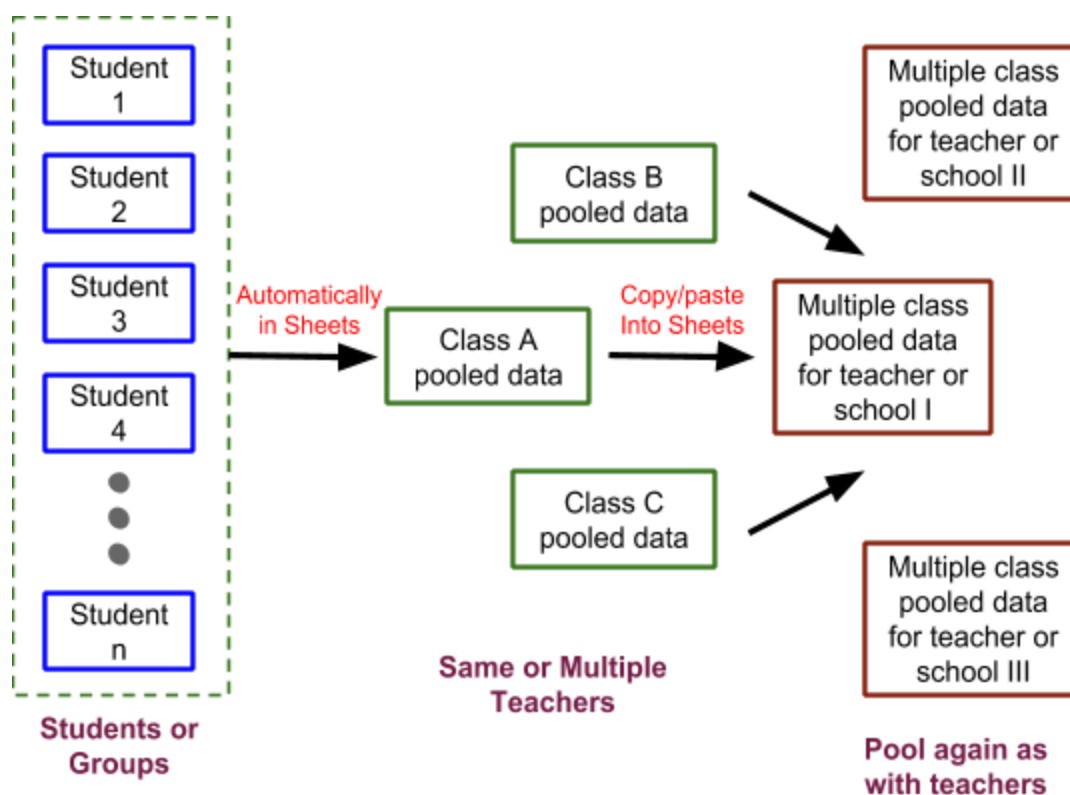 Student
1
Student
2
Student
3
Student
4
Student
n
Students or
Groups
Automatically
in Sheets
Class B
pooled data
Class A
pooled data
Class C
pooled data
Same or Multiple
Teachers
Copy/paste
Into Sheets
Multiple class
pooled data
for teacher or
school II
Multiple class
pooled data
for teacher or
school I
Multiple class
pooled data
for teacher or
school III
Pool again as
with teachers